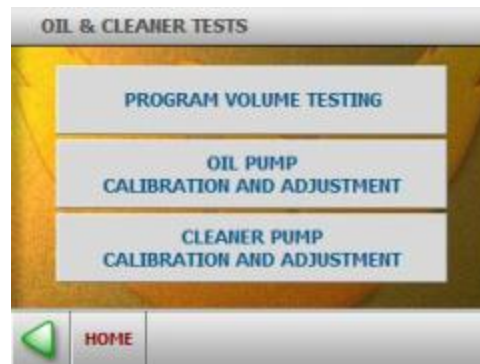 OIL & CLEANER TESTS
PROGRAM VOLUME TESTING
OIL PUMP
CALIBRATION AND ADJUSTMENT
CLEANER PUMP
CALIBRATION AND ADJUSTMENT
HOME